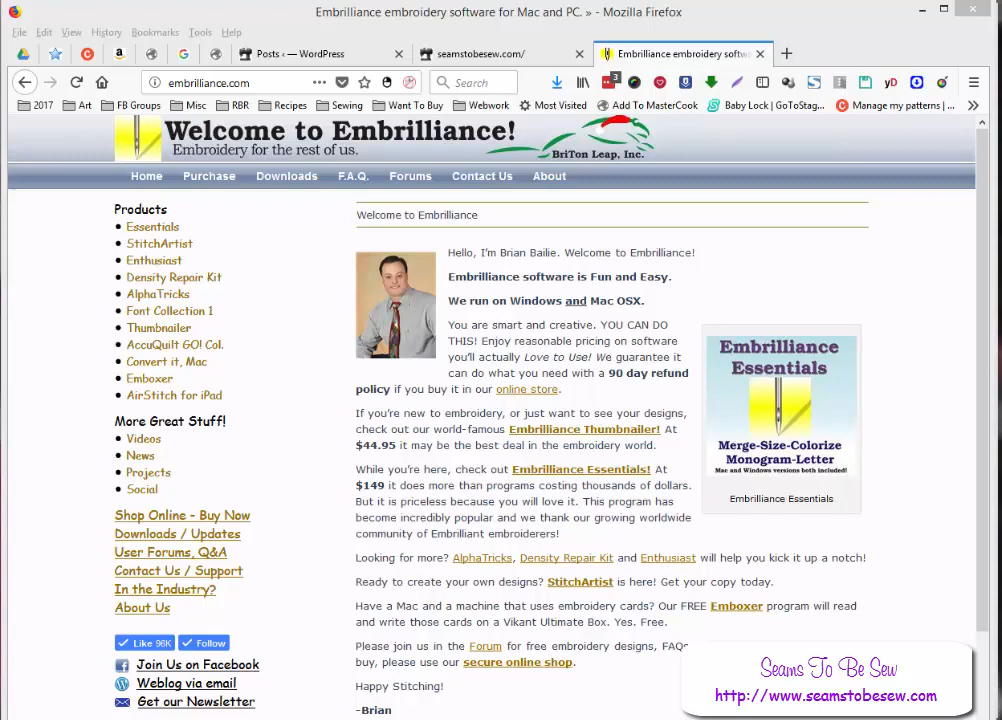 Embrilliance embroidery software for Mac and PC. » - Mozilla Firefox
File Edit View History Bookmarks Tools Help
Posts ‹ — WordPress
seamstobesew.com/
Embrilliance embroidery softw
embrilliance.com
Search
3
yD
2017 Art FB Groups Misc RBR Recipes Sewing Want To Buy Webwork Most Visited Add To MasterCook Baby Lock | GoToStag... Manage my patterns | ...
Welcome to Embrilliance!
Embroidery for the rest of us.
BriTon Leap, Inc.
Home Purchase Downloads F.A.Q. Forums Contact Us About
Products
Essentials
StitchArtist
Enthusiast
Density Repair Kit
AlphaTricks
Font Collection 1
Thumbnailer
AccuQuilt GO! Col.
Convert it, Mac
Emboxer
AirStitch for iPad
More Great Stuff!
Videos
News
Projects
Social
Shop Online - Buy Now
Downloads / Updates
User Forums, Q&A
Contact Us / Support
In the Industry?
About Us
Like 96K Follow
Join Us on Facebook
Weblog via email
Get our Newsletter
Welcome to Embrilliance
Hello, I'm Brian Bailie. Welcome to Embrilliance!
Embrilliance software is Fun and Easy.
We run on Windows and Mac OSX.
You are smart and creative. YOU CAN DO
THIS! Enjoy reasonable pricing on software
you'll actually Love to Use! We guarantee it
can do what you need with a 90 day refund
policy if you buy it in our online store.
If you're new to embroidery, or just want to see your designs,
check out our world-famous Embrilliance Thumbnailer! At
$44.95 it may be the best deal in the embroidery world.
While you're here, check out Embrilliance Essentials! At
$149 it does more than programs costing thousands of dollars.
But it is priceless because you will love it. This program has
become incredibly popular and we thank our growing worldwide
community of Embrilliant embroiderers!
Looking for more? AlphaTricks, Density Repair Kit and Enthusiast will help you kick it up a notch!
Ready to create your own designs? StitchArtist is here! Get your copy today.
Have a Mac and a machine that uses embroidery cards? Our FREE Emboxer program will read
and write those cards on a Vikant Ultimate Box. Yes. Free.
Please join us in the Forum for free embroidery designs, FAQs
buy, please use our secure online shop.
Happy Stitching!
-Brian
Embrilliance
Essentials
Merge-Size-Colorize
Monogram-Letter
Mac and Windows versions both included!
Embrilliance Essentials
Seams To Be Sew
http://www.seamstobesew.com